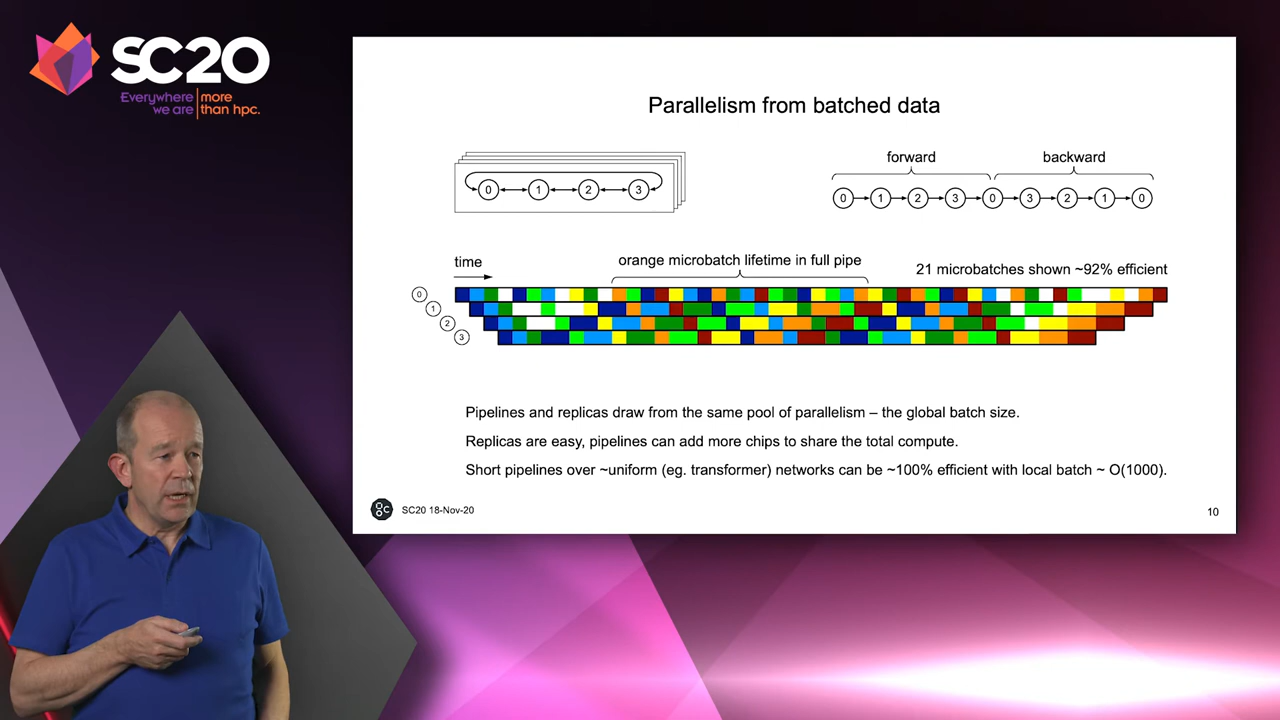 SC20
Everywhere we are | more than hpc.
Parallelism from batched data
0 1 2 3
forward backward
0 1 2 3 0 3 2 1 0
time
orange microbatch lifetime in full pipe
21 microbatches shown ~92% efficient
0
1
2
3
Pipelines and replicas draw from the same pool of parallelism – the global batch size.
Replicas are easy, pipelines can add more chips to share the total compute.
Short pipelines over ~uniform (eg. transformer) networks can be ~100% efficient with local batch ~ O(1000).
SC20 18-Nov-20
10